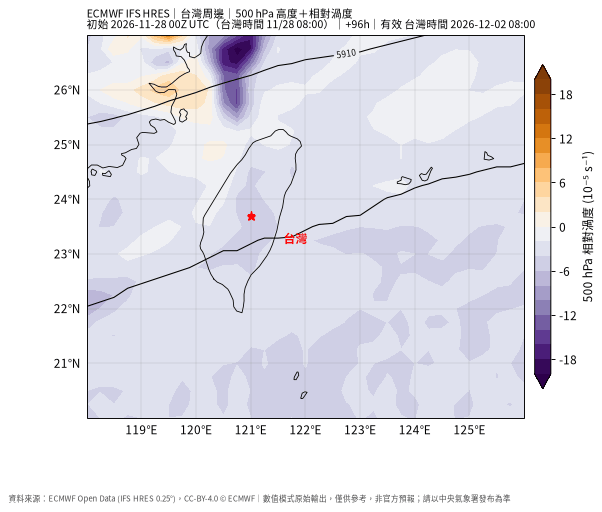 ECMWF IFS HRES｜台灣周邊｜500 hPa 高度＋相對渦度
初始 2026-11-28 00Z UTC（台灣時間 11/28 08:00）｜+96h｜有效 台灣時間 2026-12-02 08:00
5910
26°N
25°N
24°N
23°N
22°N
21°N
119°E
120°E
121°E
122°E
123°E
124°E
125°E
台灣
18
12
6
0
-6
-12
-18
500 hPa 相對渦度 (10⁻⁵ s⁻¹)
資料來源：ECMWF Open Data (IFS HRES 0.25°)，CC-BY-4.0 © ECMWF｜數值模式原始輸出，僅供參考，非官方預報；請以中央氣象署發布為準